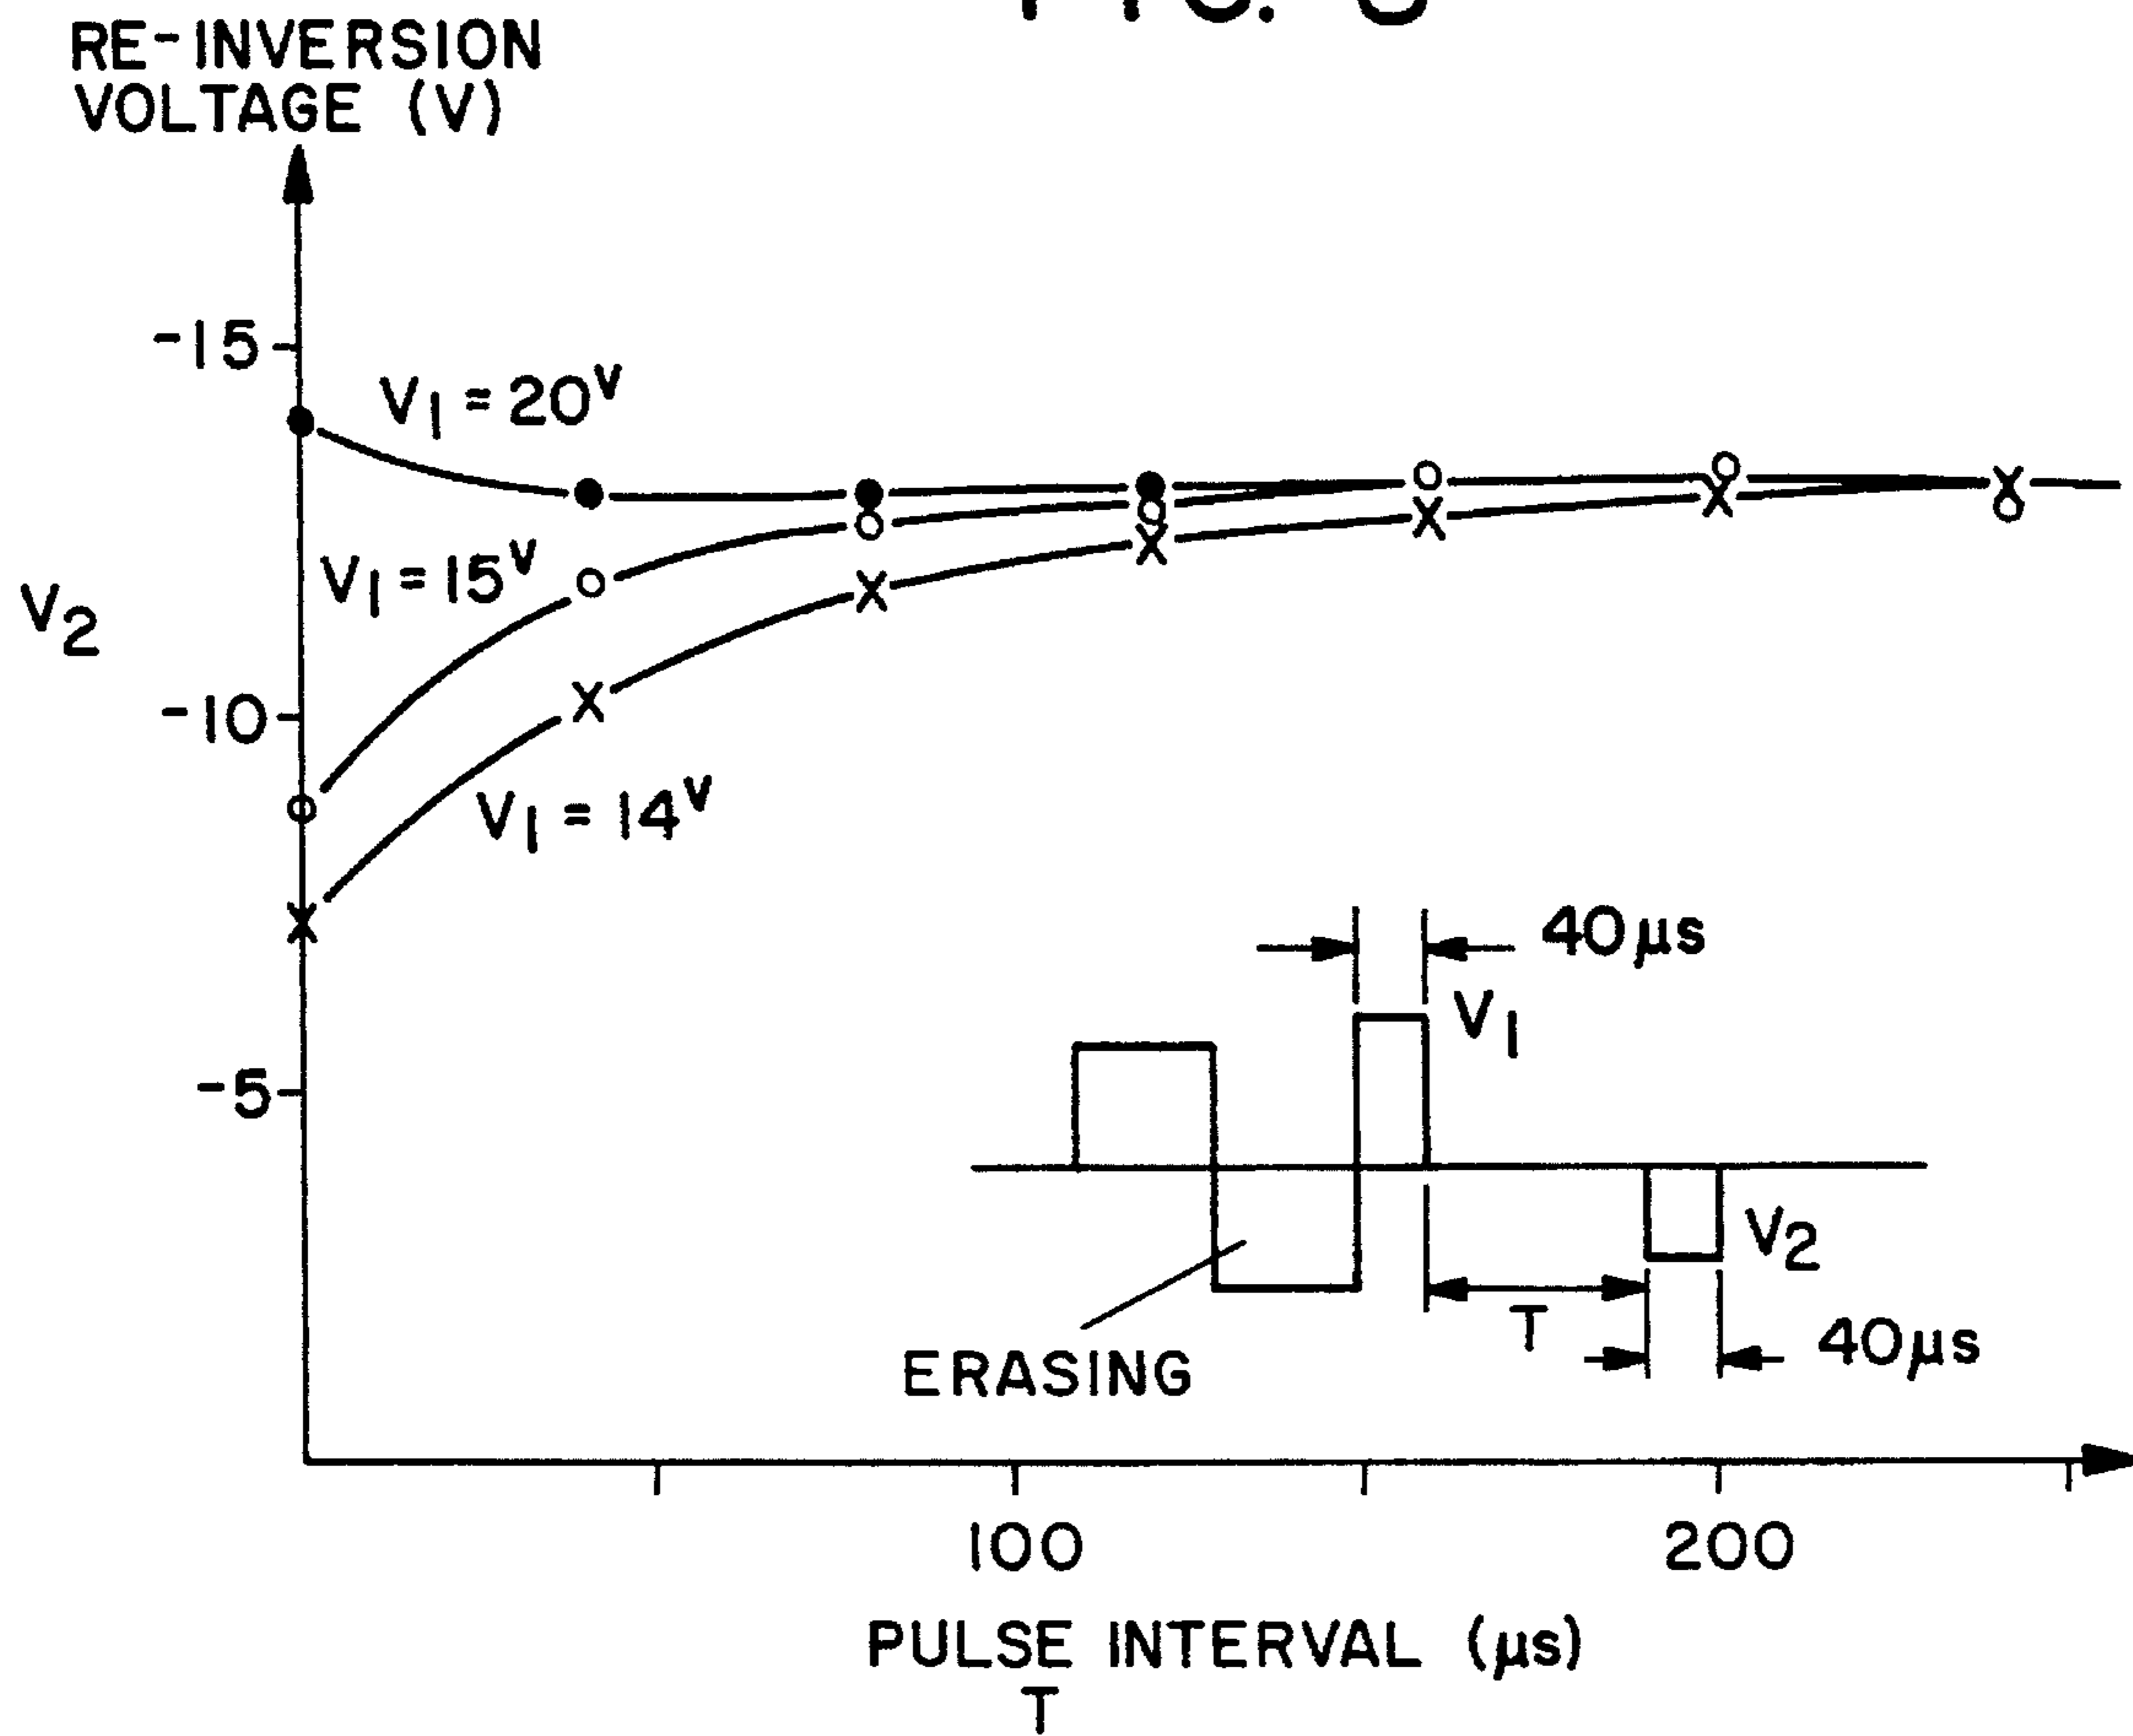 RE-INVERSION
VOLTAGE (V)
-15
V1 = 20V
V1 = 15V
V2
-10
V1 = 14V
40μs
V1
-5
V2
T
40μs
ERASING
100
200
PULSE INTERVAL (μs)
T